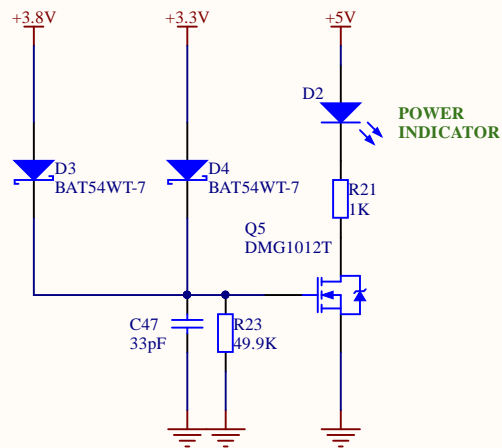 +3.8V
+3.3V
+5V
D2
POWER
INDICATOR
D3
BAT54WT-7
D4
BAT54WT-7
R21
1K
Q5
DMG1012T
C47
33pF
R23
49.9K